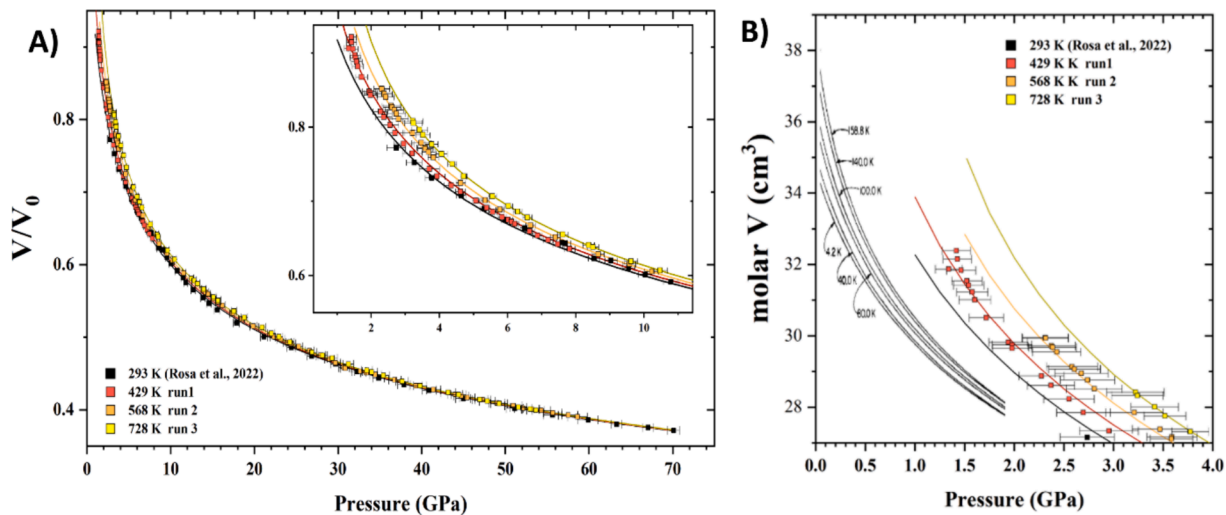 A)
V/V0
0.8
0.6
0.4
0.8
0.6
2
4
6
8
10
293 K (Rosa et al., 2022)
429 K run1
568 K run 2
728 K run 3
0
10
20
30
40
50
60
70
Pressure (GPa)
B)
molar V (cm3)
38
36
34
32
30
28
293 K (Rosa et al., 2022)
429 K K run1
568 K run 2
728 K run 3
158.8 K
140.0 K
100.0 K
4.2 K
40.0 K
60.0 K
0.0
0.5
1.0
1.5
2.0
2.5
3.0
3.5
4.0
Pressure (GPa)